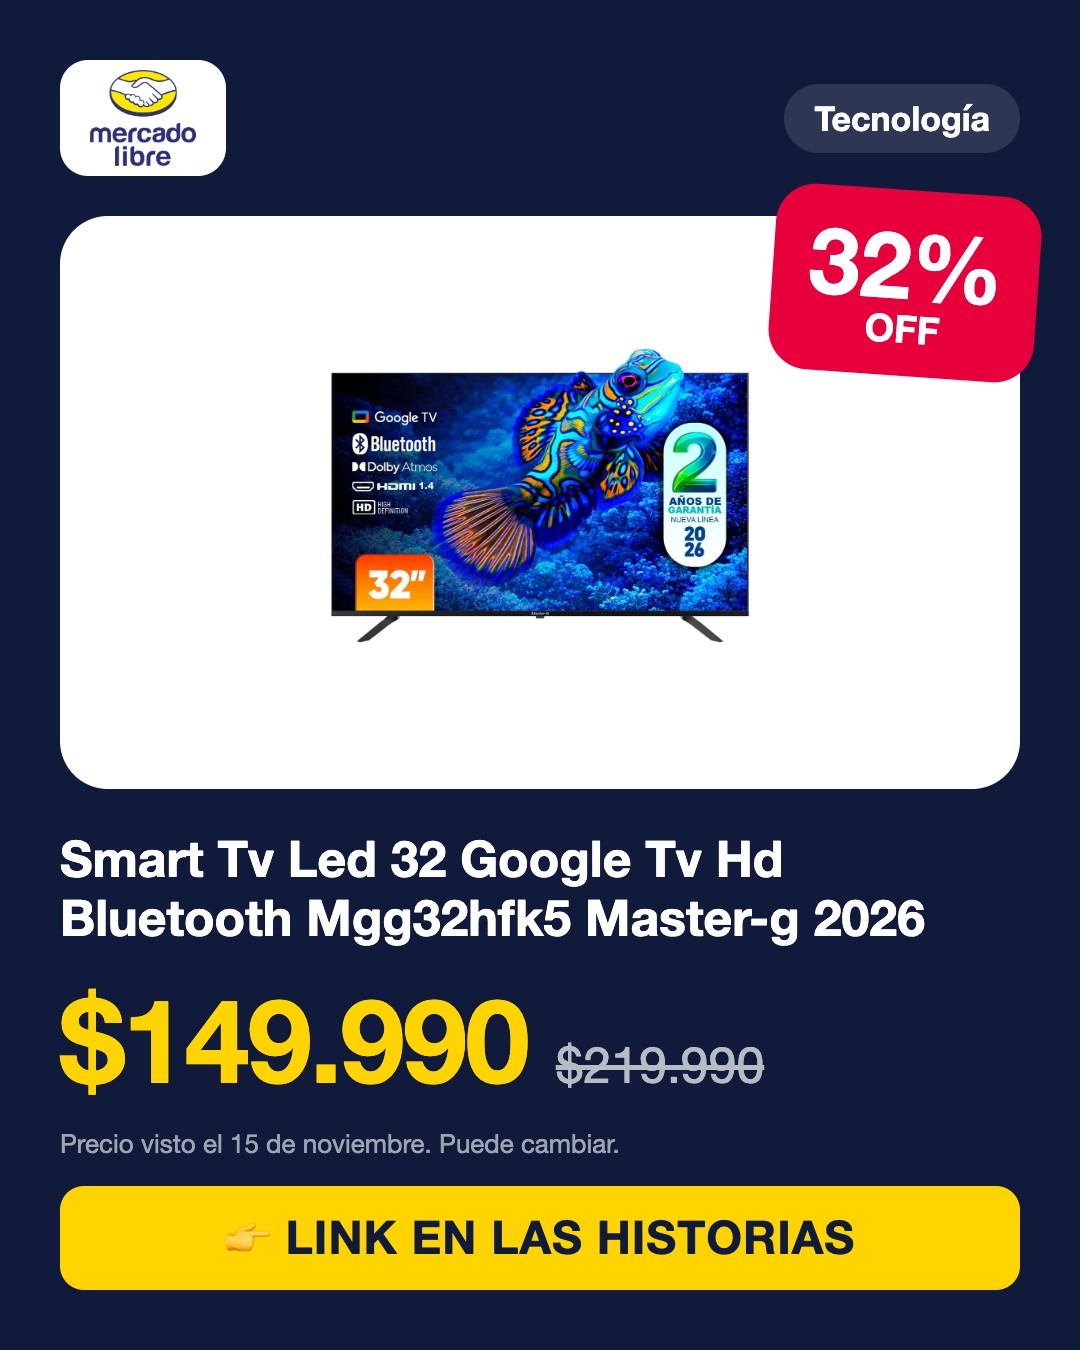 mercado
libre
Tecnología
32%
OFF
Google TV
Bluetooth
Dolby Atmos
HDMI 1.4
HD HIGH
DEFINITION
2
AÑOS DE
GARANTÍA
NUEVA LÍNEA
20
26
32"
Master-G
Smart Tv Led 32 Google Tv Hd
Bluetooth Mgg32hfk5 Master-g 2026
$149.990 $219.990
Precio visto el 15 de noviembre. Puede cambiar.
👉 LINK EN LAS HISTORIAS